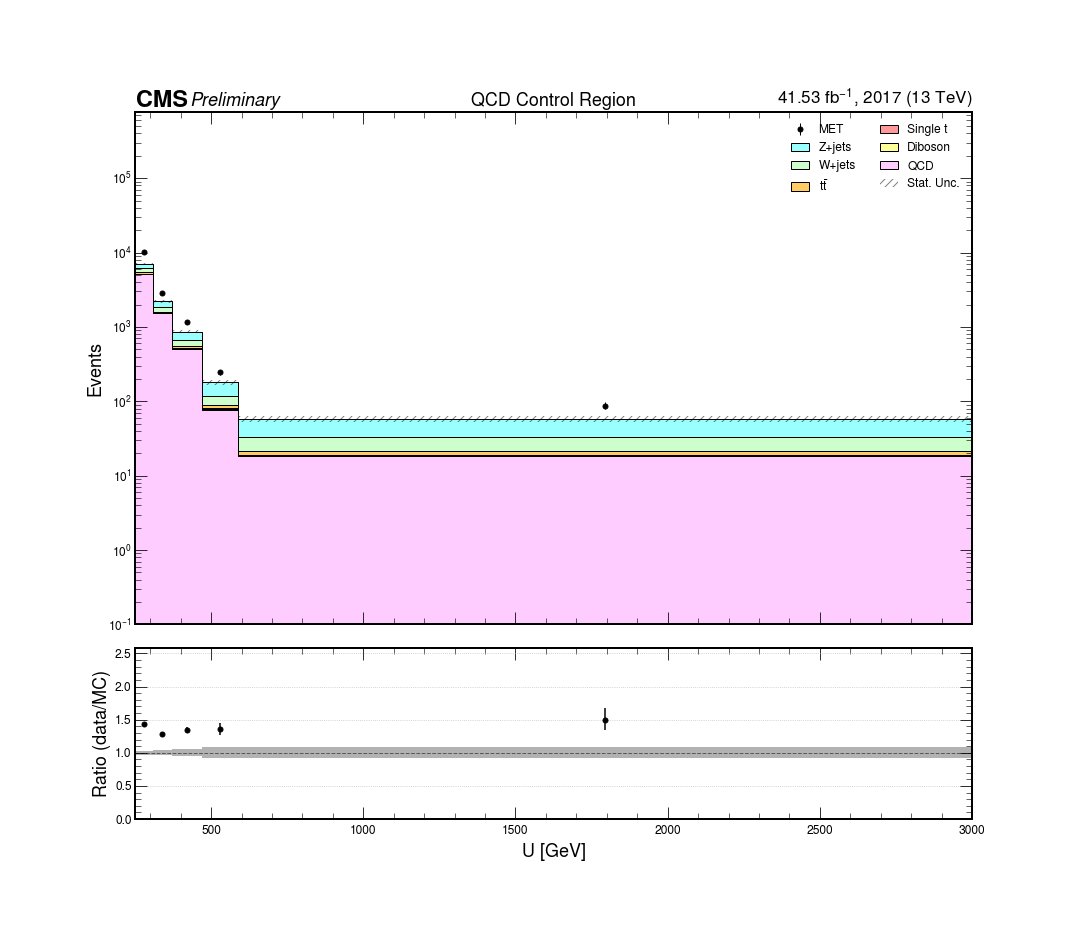 CMS Preliminary QCD Control Region 41.53 fb⁻¹, 2017 (13 TeV)
MET Single t
Z+jets Diboson
W+jets QCD
tt̄ Stat. Unc.
10⁵
10⁴
10³
10²
10¹
10⁰
10⁻¹
Events
2.5
2.0
1.5
1.0
0.5
0.0
Ratio (data/MC)
500 1000 1500 2000 2500 3000
U [GeV]